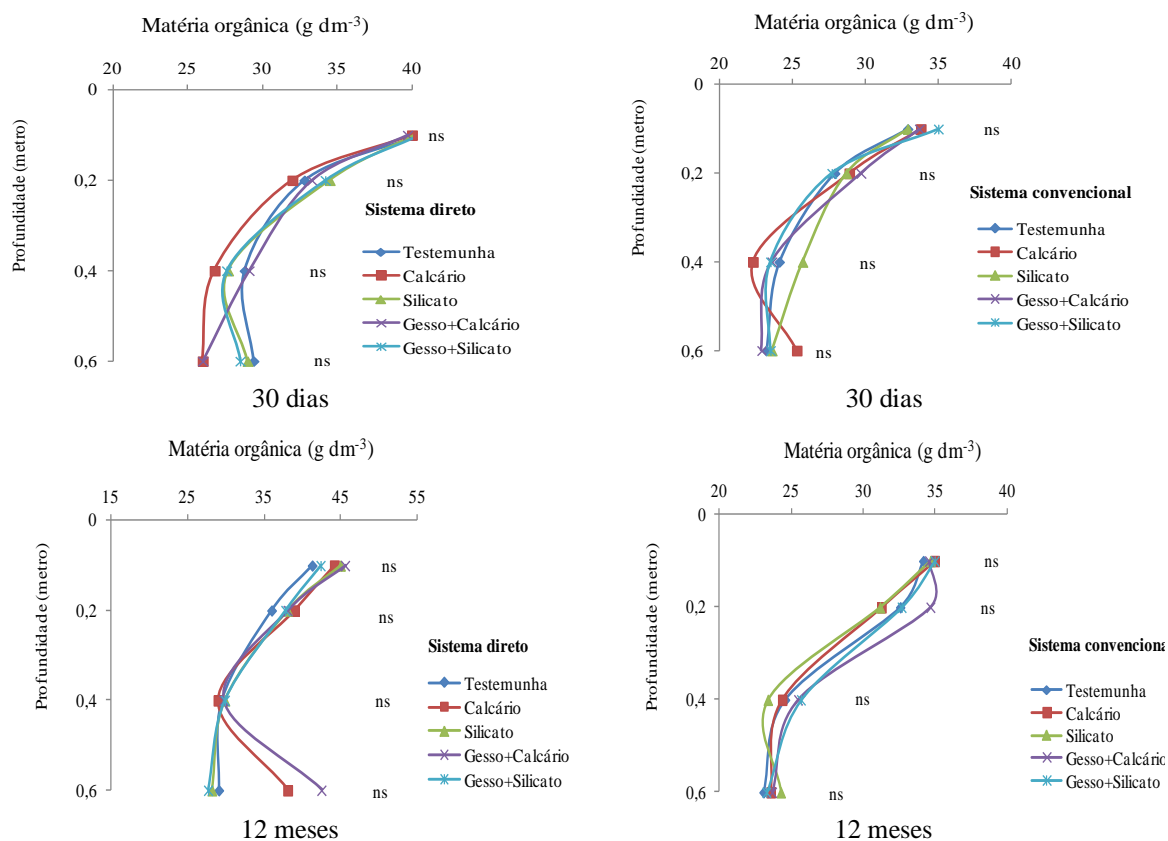 Matéria orgânica (g dm-3)
20 25 30 35 40
0
0,2
0,4
0,6
Profundidade (metro)
ns
ns
ns
ns
Sistema direto
Testemunha
Calcário
Silicato
Gesso+Calcário
Gesso+Silicato
30 dias
Matéria orgânica (g dm-3)
20 25 30 35 40
0
0,2
0,4
0,6
Profundidade (metro)
ns
ns
ns
ns
Sistema convencional
Testemunha
Calcário
Silicato
Gesso+Calcário
Gesso+Silicato
30 dias
Matéria orgânica (g dm-3)
15 25 35 45 55
0
0,2
0,4
0,6
Profundidade (metro)
ns
ns
ns
ns
Sistema direto
Testemunha
Calcário
Silicato
Gesso+Calcário
Gesso+Silicato
12 meses
Matéria orgânica (g dm-3)
20 25 30 35 40
0
0,2
0,4
0,6
Profundidade (metro)
ns
ns
ns
ns
Sistema convenciona
Testemunha
Calcário
Silicato
Gesso+Calcário
Gesso+Silicato
12 meses